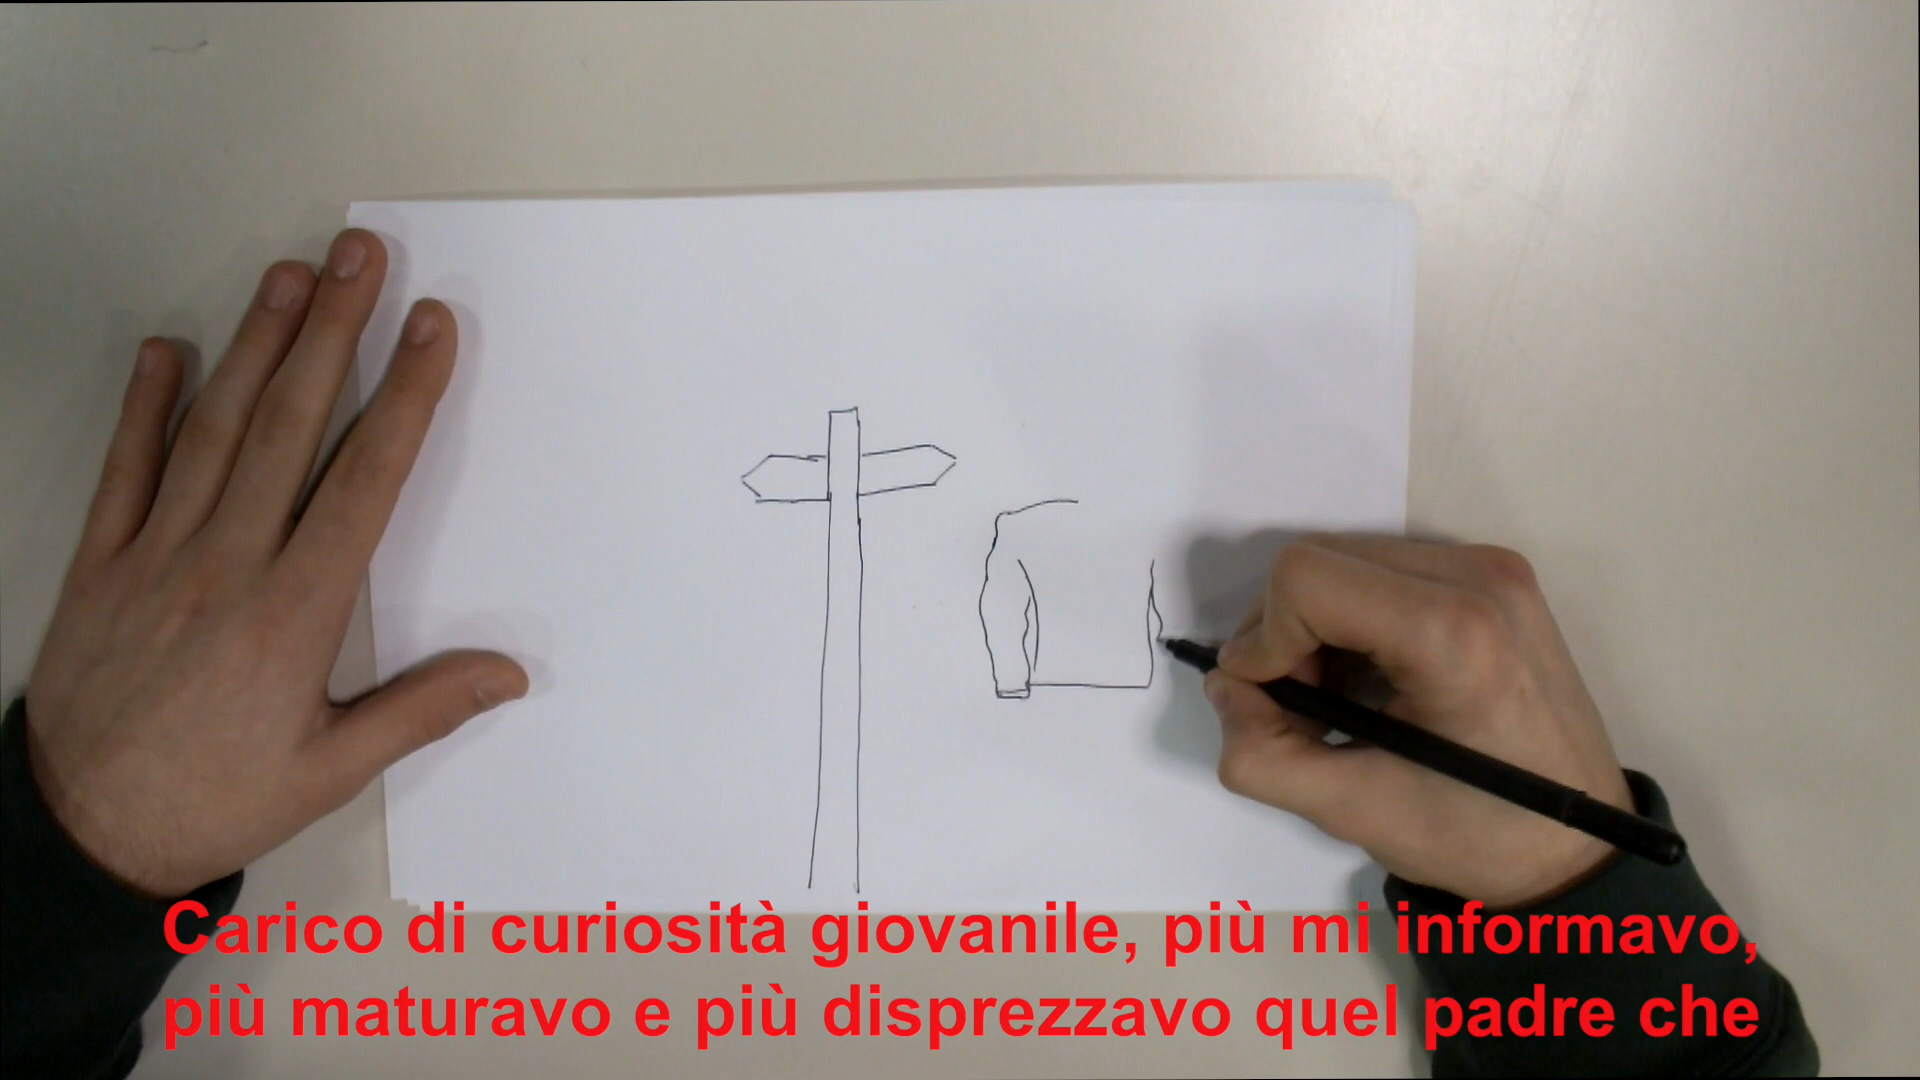 Carico di curiosità giovanile, più mi informavo,
più maturavo e più disprezzavo quel padre che